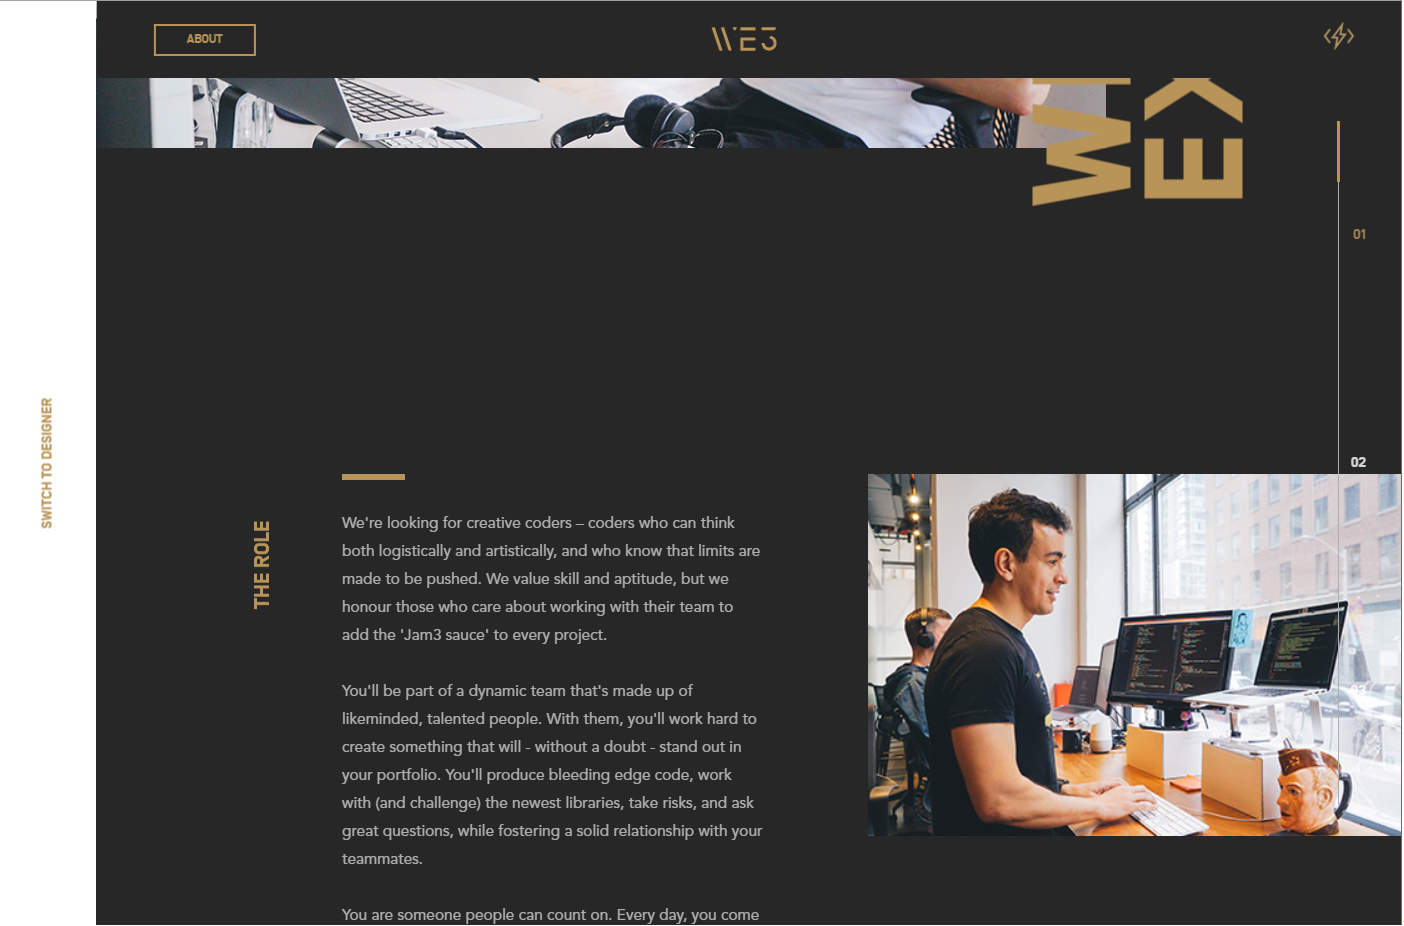 ABOUT
WE3
W
EX
01
02
03
SWITCH TO DESIGNER
THE ROLE
We're looking for creative coders – coders who can think
both logistically and artistically, and who know that limits are
made to be pushed. We value skill and aptitude, but we
honour those who care about working with their team to
add the 'Jam3 sauce' to every project.
You'll be part of a dynamic team that's made up of
likeminded, talented people. With them, you'll work hard to
create something that will - without a doubt - stand out in
your portfolio. You'll produce bleeding edge code, work
with (and challenge) the newest libraries, take risks, and ask
great questions, while fostering a solid relationship with your
teammates.
You are someone people can count on. Every day, you come